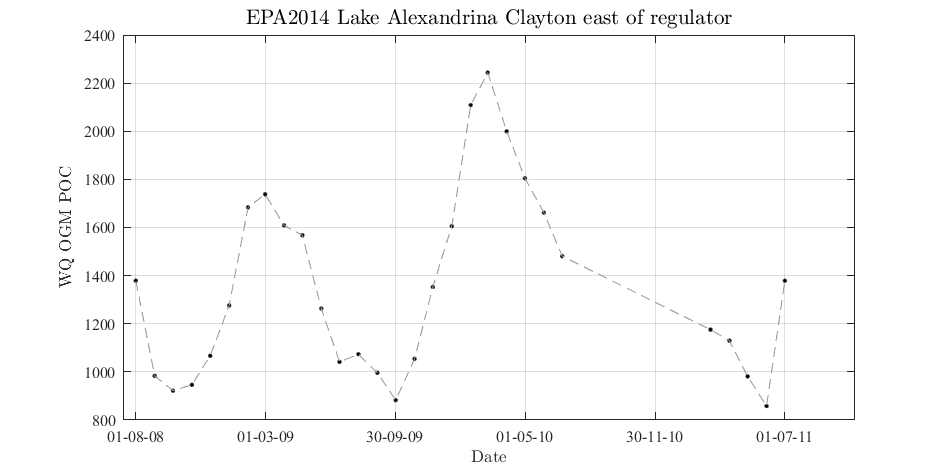 EPA2014 Lake Alexandrina Clayton east of regulator
2400
2200
2000
1800
1600
1400
1200
1000
800
WQ OGM POC
01-08-08 01-03-09 30-09-09 01-05-10 30-11-10 01-07-11
Date